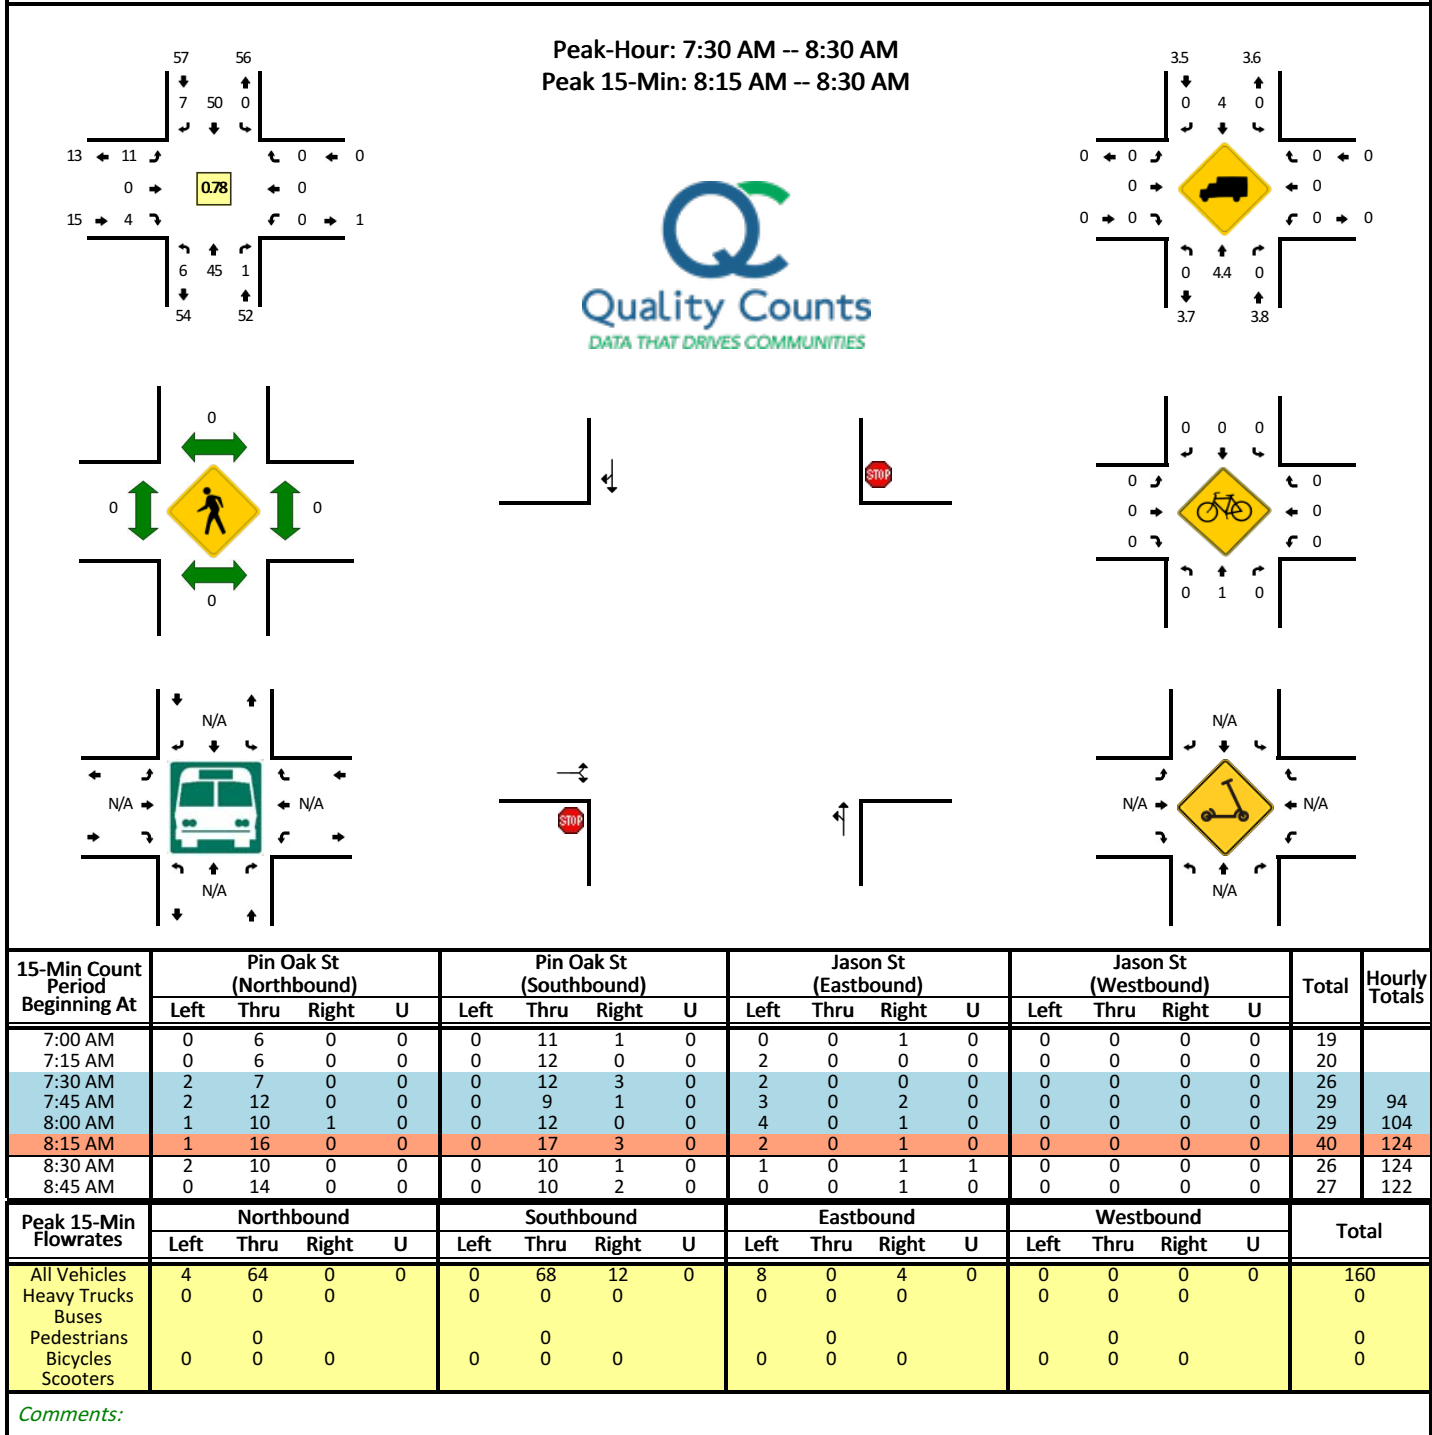 Peak-Hour: 7:30 AM -- 8:30 AM
Peak 15-Min: 8:15 AM -- 8:30 AM
57 56
7 50 0
13 11 0 0
0 0.78 0
15 4 0 1
6 45 1
54 52
QC
Quality Counts
DATA THAT DRIVES COMMUNITIES
3.5 3.6
0 4 0
0 0 0 0
0 0
0 0 0 0
0 4.4 0
3.7 3.8
0
0 0
0
STOP
STOP
0 0 0
0 0
0 0
0 0
0 1 0
N/A
N/A N/A
N/A
N/A
N/A N/A
N/A
15-Min Count Period Beginning At Pin Oak St (Northbound) Pin Oak St (Southbound) Jason St (Eastbound) Jason St (Westbound) Total Hourly Totals
Left Thru Right U Left Thru Right U Left Thru Right U Left Thru Right U
7:00 AM 0 6 0 0 0 11 1 0 0 0 1 0 0 0 0 0 19
7:15 AM 0 6 0 0 0 12 0 0 2 0 0 0 0 0 0 0 20
7:30 AM 2 7 0 0 0 12 3 0 2 0 0 0 0 0 0 0 26
7:45 AM 2 12 0 0 0 9 1 0 3 0 2 0 0 0 0 0 29 94
8:00 AM 1 10 1 0 0 12 0 0 4 0 1 0 0 0 0 0 29 104
8:15 AM 1 16 0 0 0 17 3 0 2 0 1 0 0 0 0 0 40 124
8:30 AM 2 10 0 0 0 10 1 0 1 0 1 1 0 0 0 0 26 124
8:45 AM 0 14 0 0 0 10 2 0 0 0 1 0 0 0 0 0 27 122
Peak 15-Min Flowrates Northbound Southbound Eastbound Westbound Total
Left Thru Right U Left Thru Right U Left Thru Right U Left Thru Right U
All Vehicles 4 64 0 0 0 68 12 0 8 0 4 0 0 0 0 0 160
Heavy Trucks 0 0 0 0 0 0 0 0 0 0 0 0 0
Buses
Pedestrians 0 0 0 0 0
Bicycles 0 0 0 0 0 0 0 0 0 0 0 0 0
Scooters
Comments: